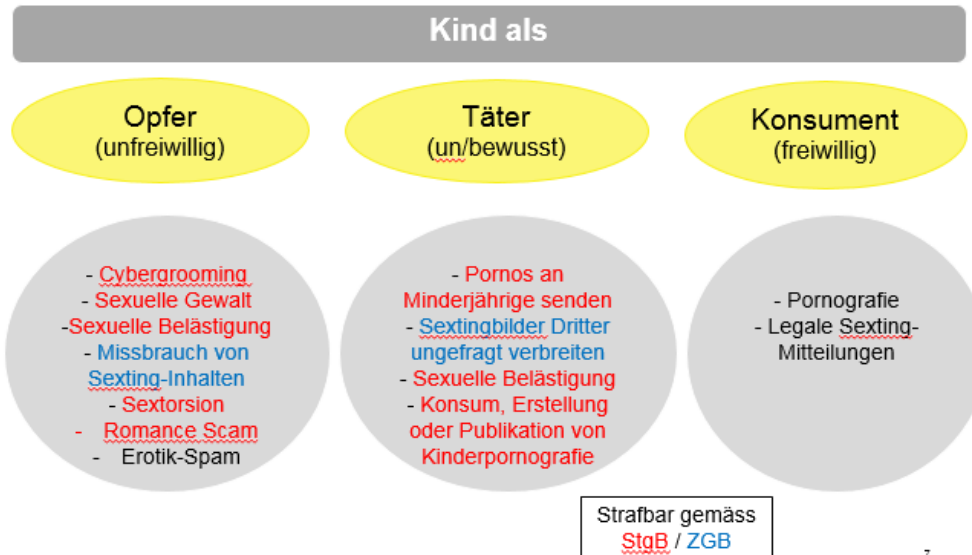 Kind als
Opfer
(unfreiwillig)
Täter
(un/bewusst)
Konsument
(freiwillig)
- Cybergrooming
- Sexuelle Gewalt
-Sexuelle Belästigung
- Missbrauch von
Sexting-Inhalten
- Sextorsion
- Romance Scam
- Erotik-Spam
- Pornos an
Minderjährige senden
- Sextingbilder Dritter
ungefragt verbreiten
- Sexuelle Belästigung
- Konsum, Erstellung
oder Publikation von
Kinderpornografie
- Pornografie
- Legale Sexting-
Mitteilungen
Strafbar gemäss
StgB / ZGB
7